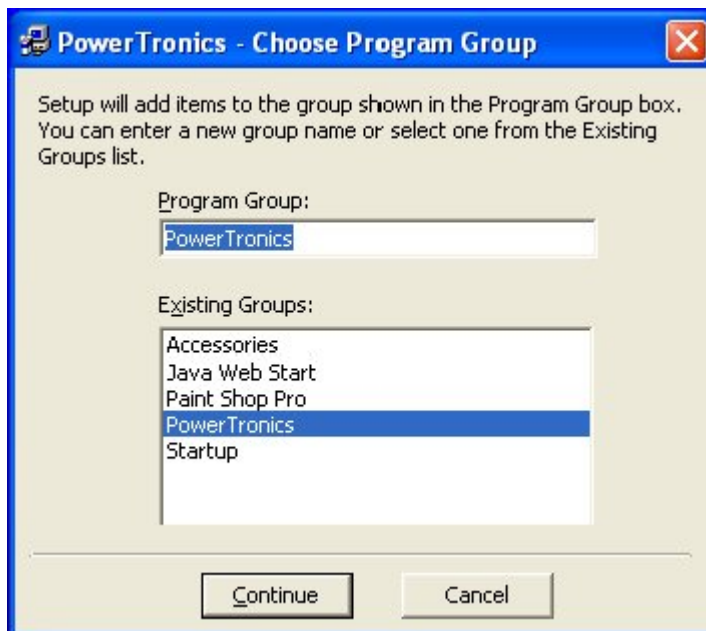 PowerTronics - Choose Program Group
Setup will add items to the group shown in the Program Group box.
You can enter a new group name or select one from the Existing
Groups list.
Program Group:
PowerTronics
Existing Groups:
Accessories
Java Web Start
Paint Shop Pro
PowerTronics
Startup
Continue
Cancel